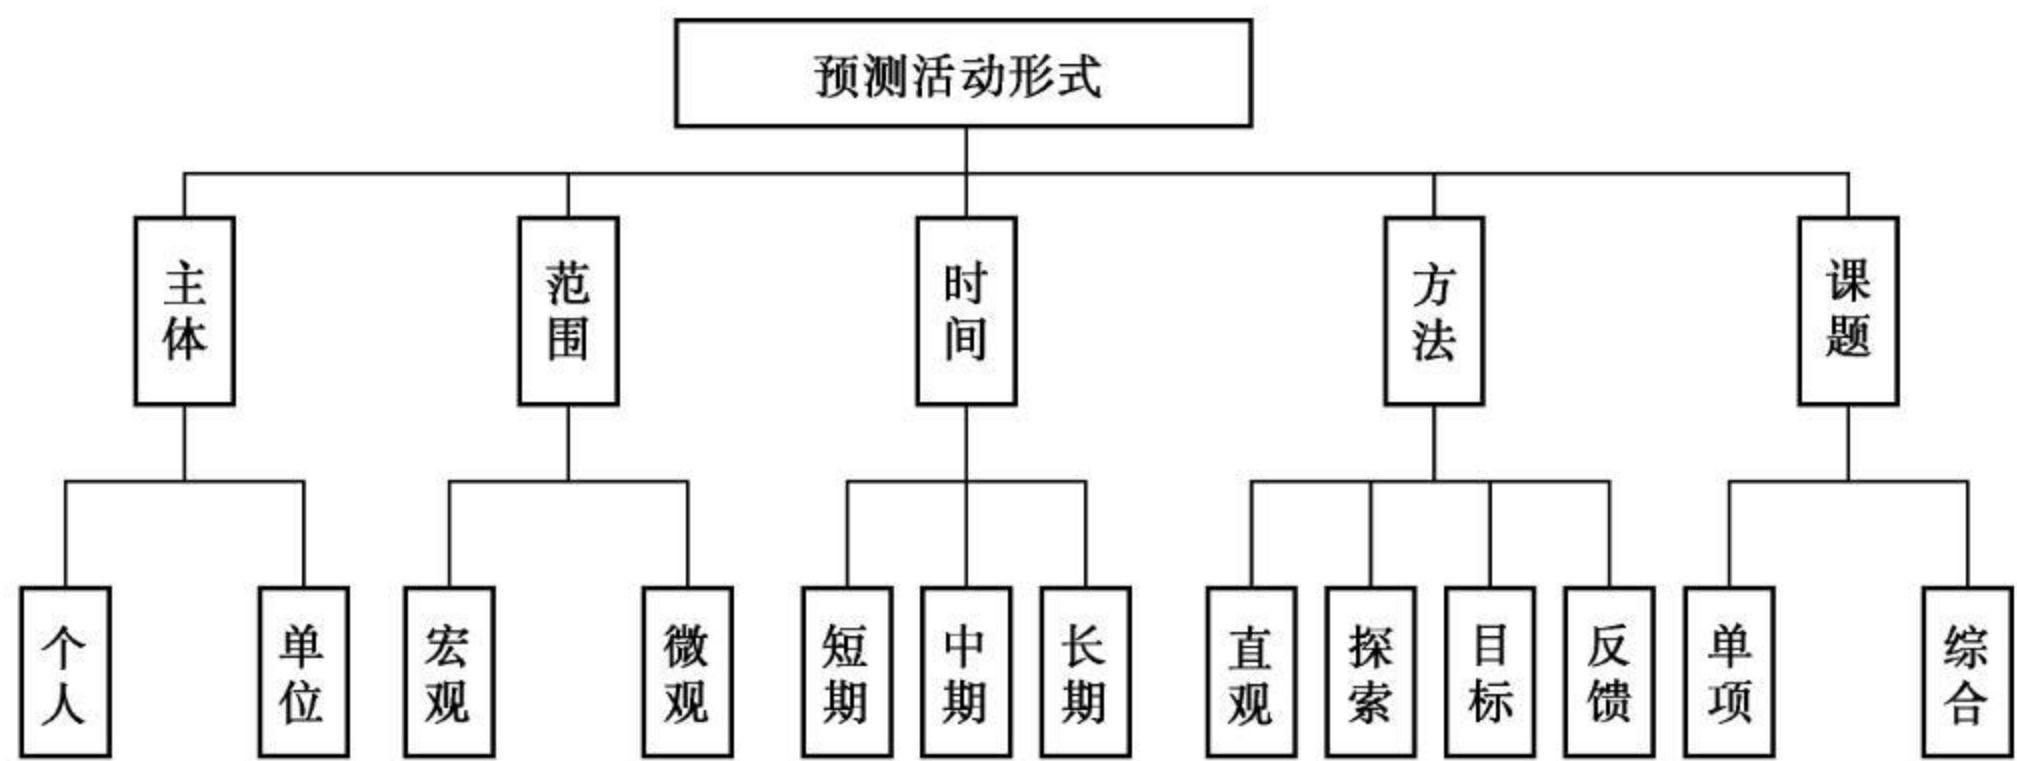 预测活动形式
主体
范围
时间
方法
课题
个人
单位
宏观
微观
短期
中期
长期
直观
探索
目标
反馈
单项
综合